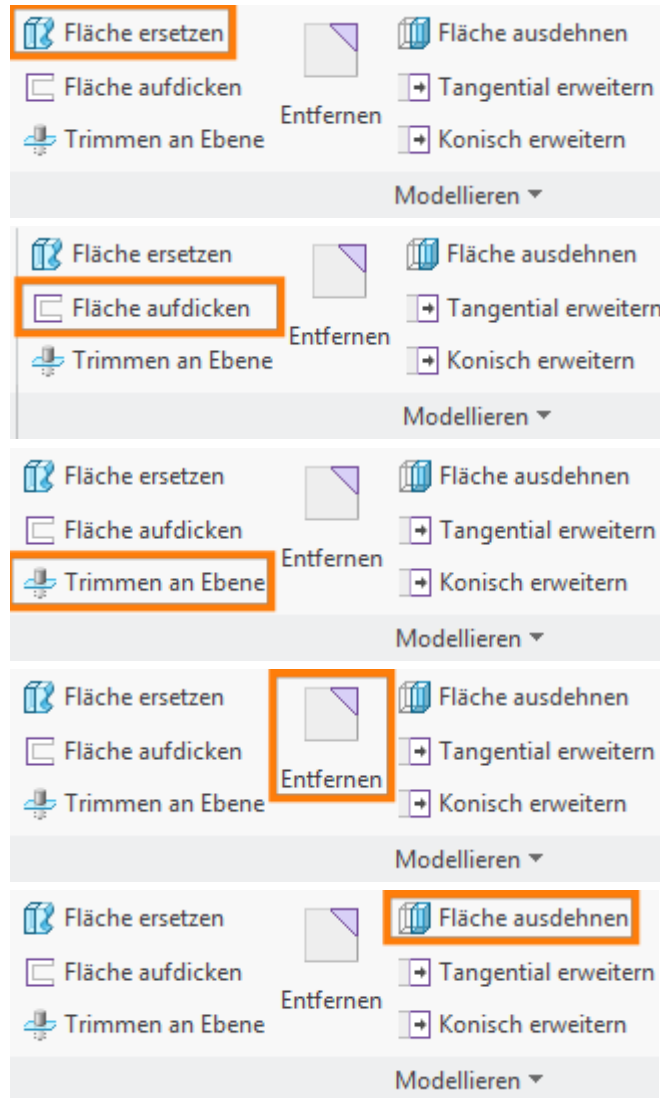 Fläche ersetzen Fläche ausdehnen
Fläche aufdicken Tangential erweitern
Entfernen
Trimmen an Ebene Konisch erweitern
Modellieren
Fläche ersetzen Fläche ausdehnen
Fläche aufdicken Tangential erweitern
Entfernen
Trimmen an Ebene Konisch erweitern
Modellieren
Fläche ersetzen Fläche ausdehnen
Fläche aufdicken Tangential erweitern
Entfernen
Trimmen an Ebene Konisch erweitern
Modellieren
Fläche ersetzen Fläche ausdehnen
Fläche aufdicken Tangential erweitern
Entfernen
Trimmen an Ebene Konisch erweitern
Modellieren
Fläche ersetzen Fläche ausdehnen
Fläche aufdicken Tangential erweitern
Entfernen
Trimmen an Ebene Konisch erweitern
Modellieren